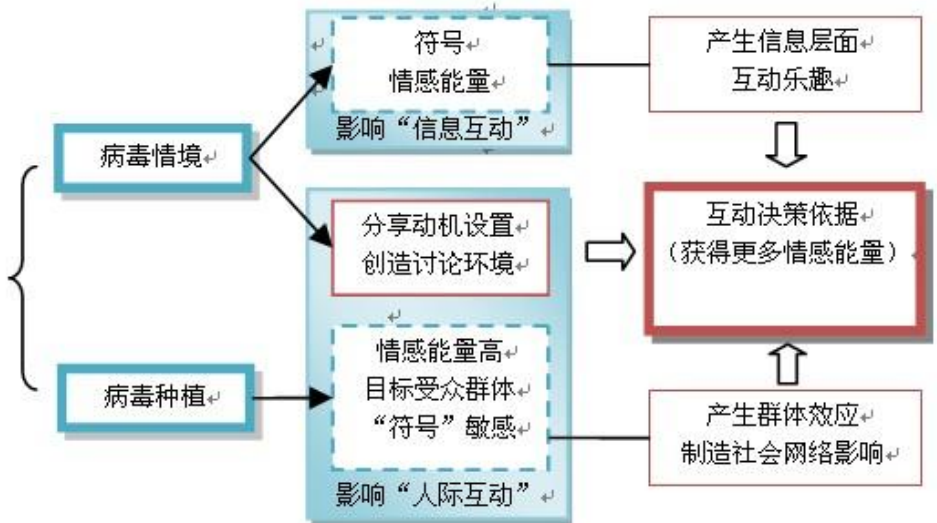 符号
情感能量
影响“信息互动”
产生信息层面
互动乐趣
病毒情境
分享动机设置
创造讨论环境
互动决策依据
（获得更多情感能量）
病毒种植
情感能量高
目标受众群体
“符号”敏感
影响“人际互动”
产生群体效应
制造社会网络影响